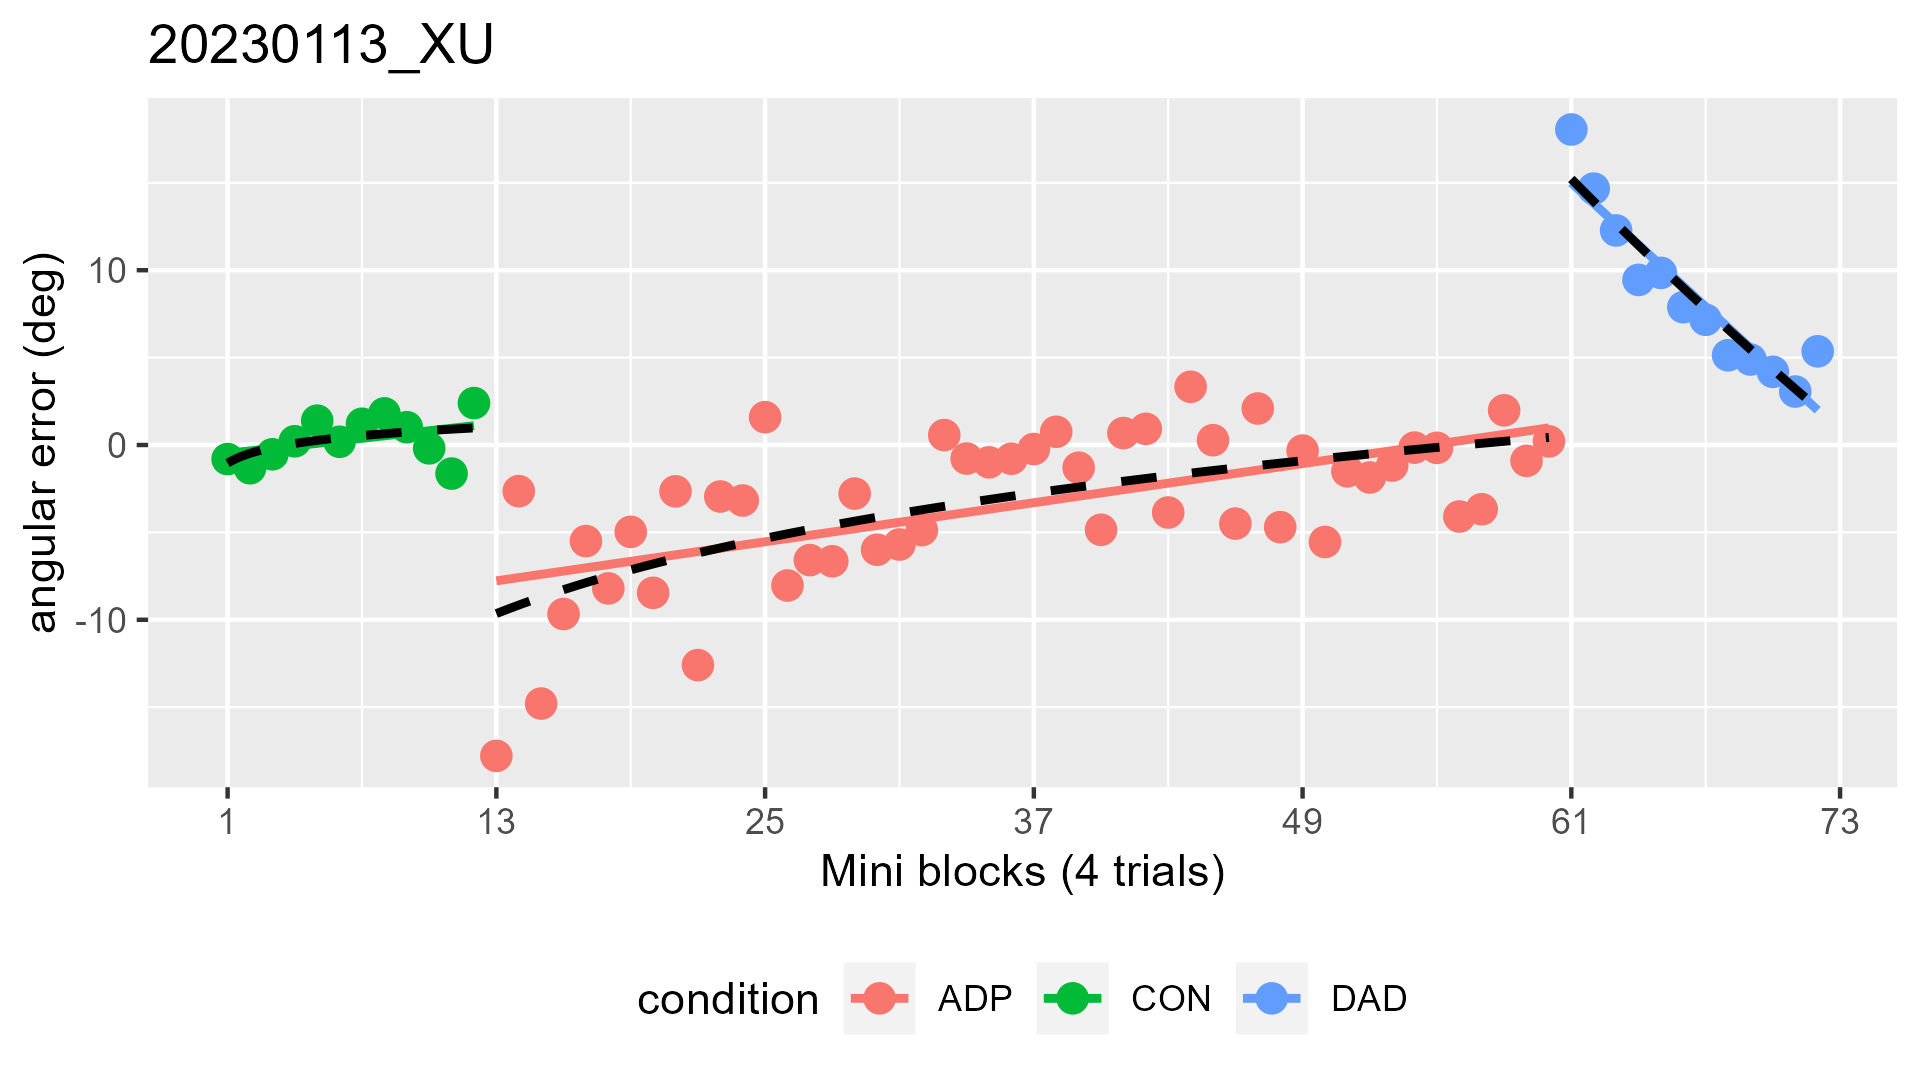 20230113_XU
angular error (deg)
10
0
-10
1 13 25 37 49 61 73
Mini blocks (4 trials)
condition ADP CON DAD